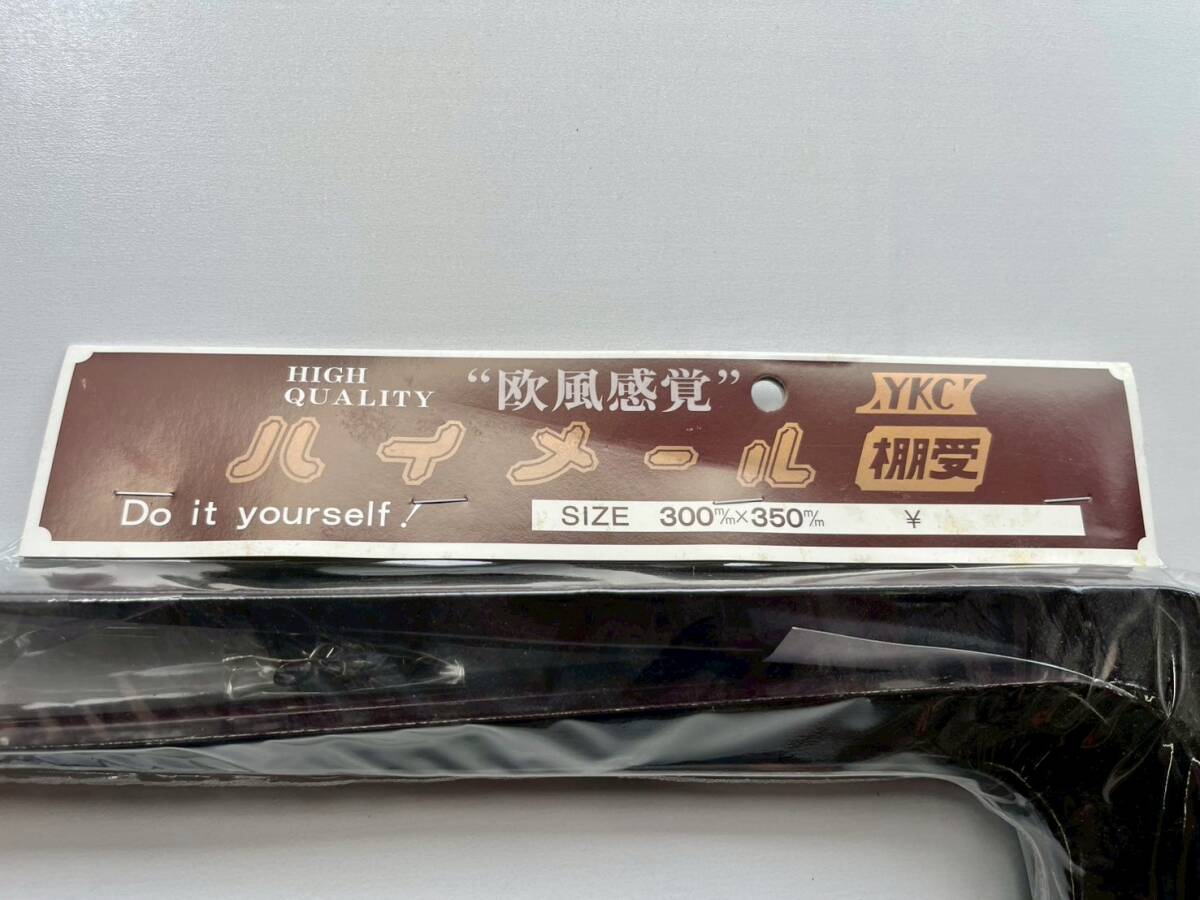 HIGH
QUALITY
“欧風感覚”
YKC
ハイメール
棚受
Do it yourself!
SIZE 300m/m×350m/m ¥